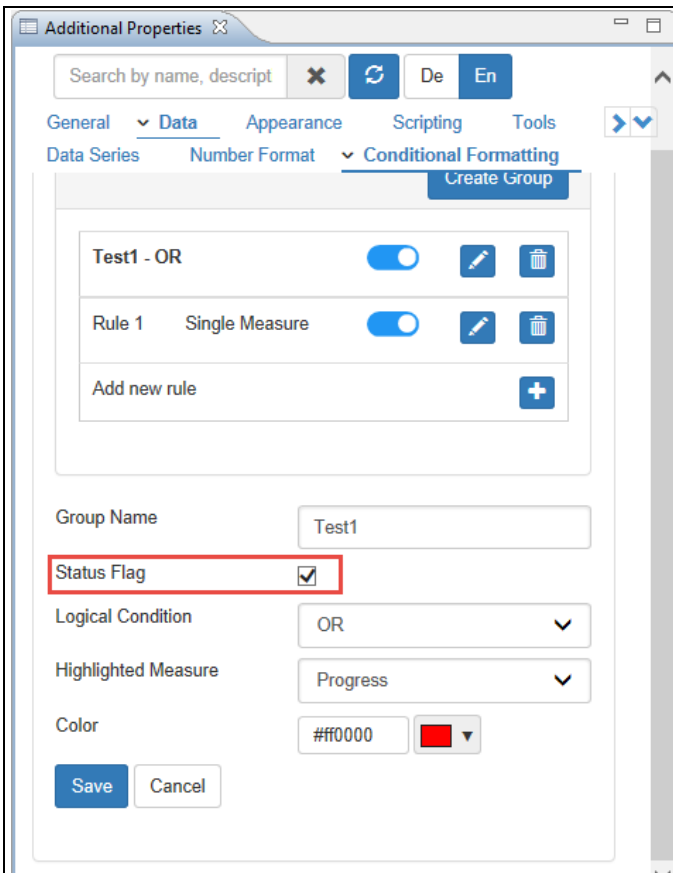 Additional Properties
Search by name, descript De En
General Data Appearance Scripting Tools
Data Series Number Format Conditional Formatting
Create Group
Test1 - OR
Rule 1 Single Measure
Add new rule
Group Name Test1
Status Flag
Logical Condition OR
Highlighted Measure Progress
Color #ff0000
Save Cancel